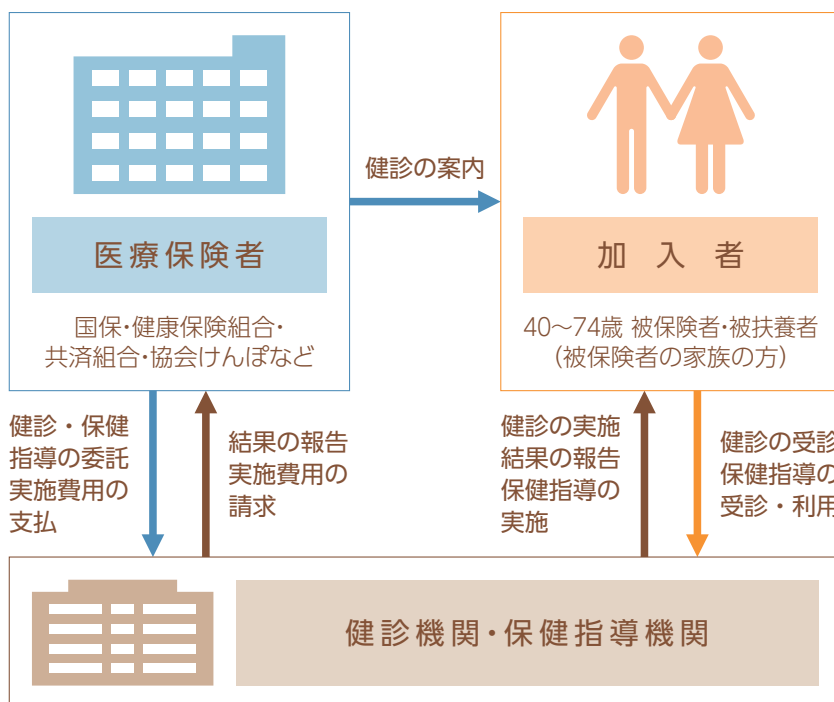 健診の案内
医療保険者
国保･健康保険組合･
共済組合･協会けんぽなど
加入者
40～74歳 被保険者･被扶養者
(被保険者の家族の方)
健診・保健
指導の委託
実施費用の
支払
結果の報告
実施費用の
請求
健診の実施
結果の報告
保健指導の
実施
健診の受診
保健指導の
受診・利用
健診機関･保健指導機関